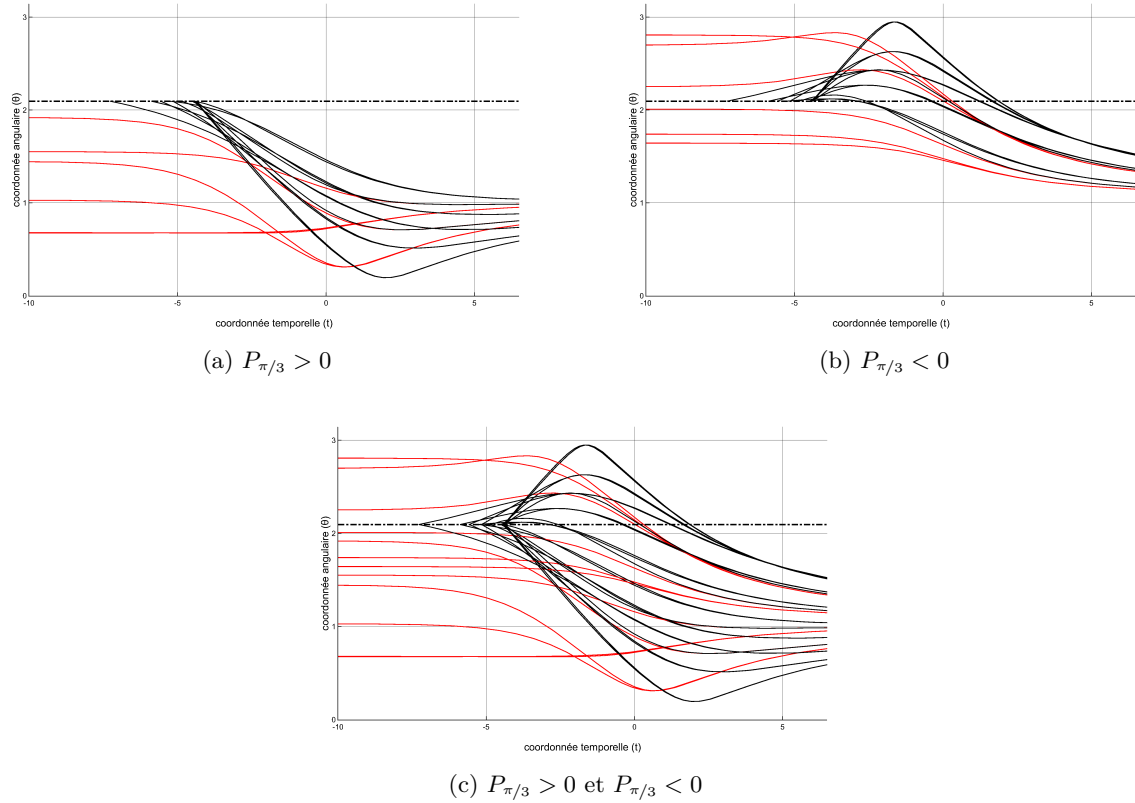 3
2
1
0
-10
-5
0
5
coordonnée angulaire (θ)
coordonnée temporelle (t)
(a) P_{π/3} > 0
3
2
1
0
-10
-5
0
5
coordonnée angulaire (θ)
coordonnée temporelle (t)
(b) P_{π/3} < 0
3
2
1
0
-10
-5
0
5
coordonnée angulaire (θ)
coordonnée temporelle (t)
(c) P_{π/3} > 0 et P_{π/3} < 0